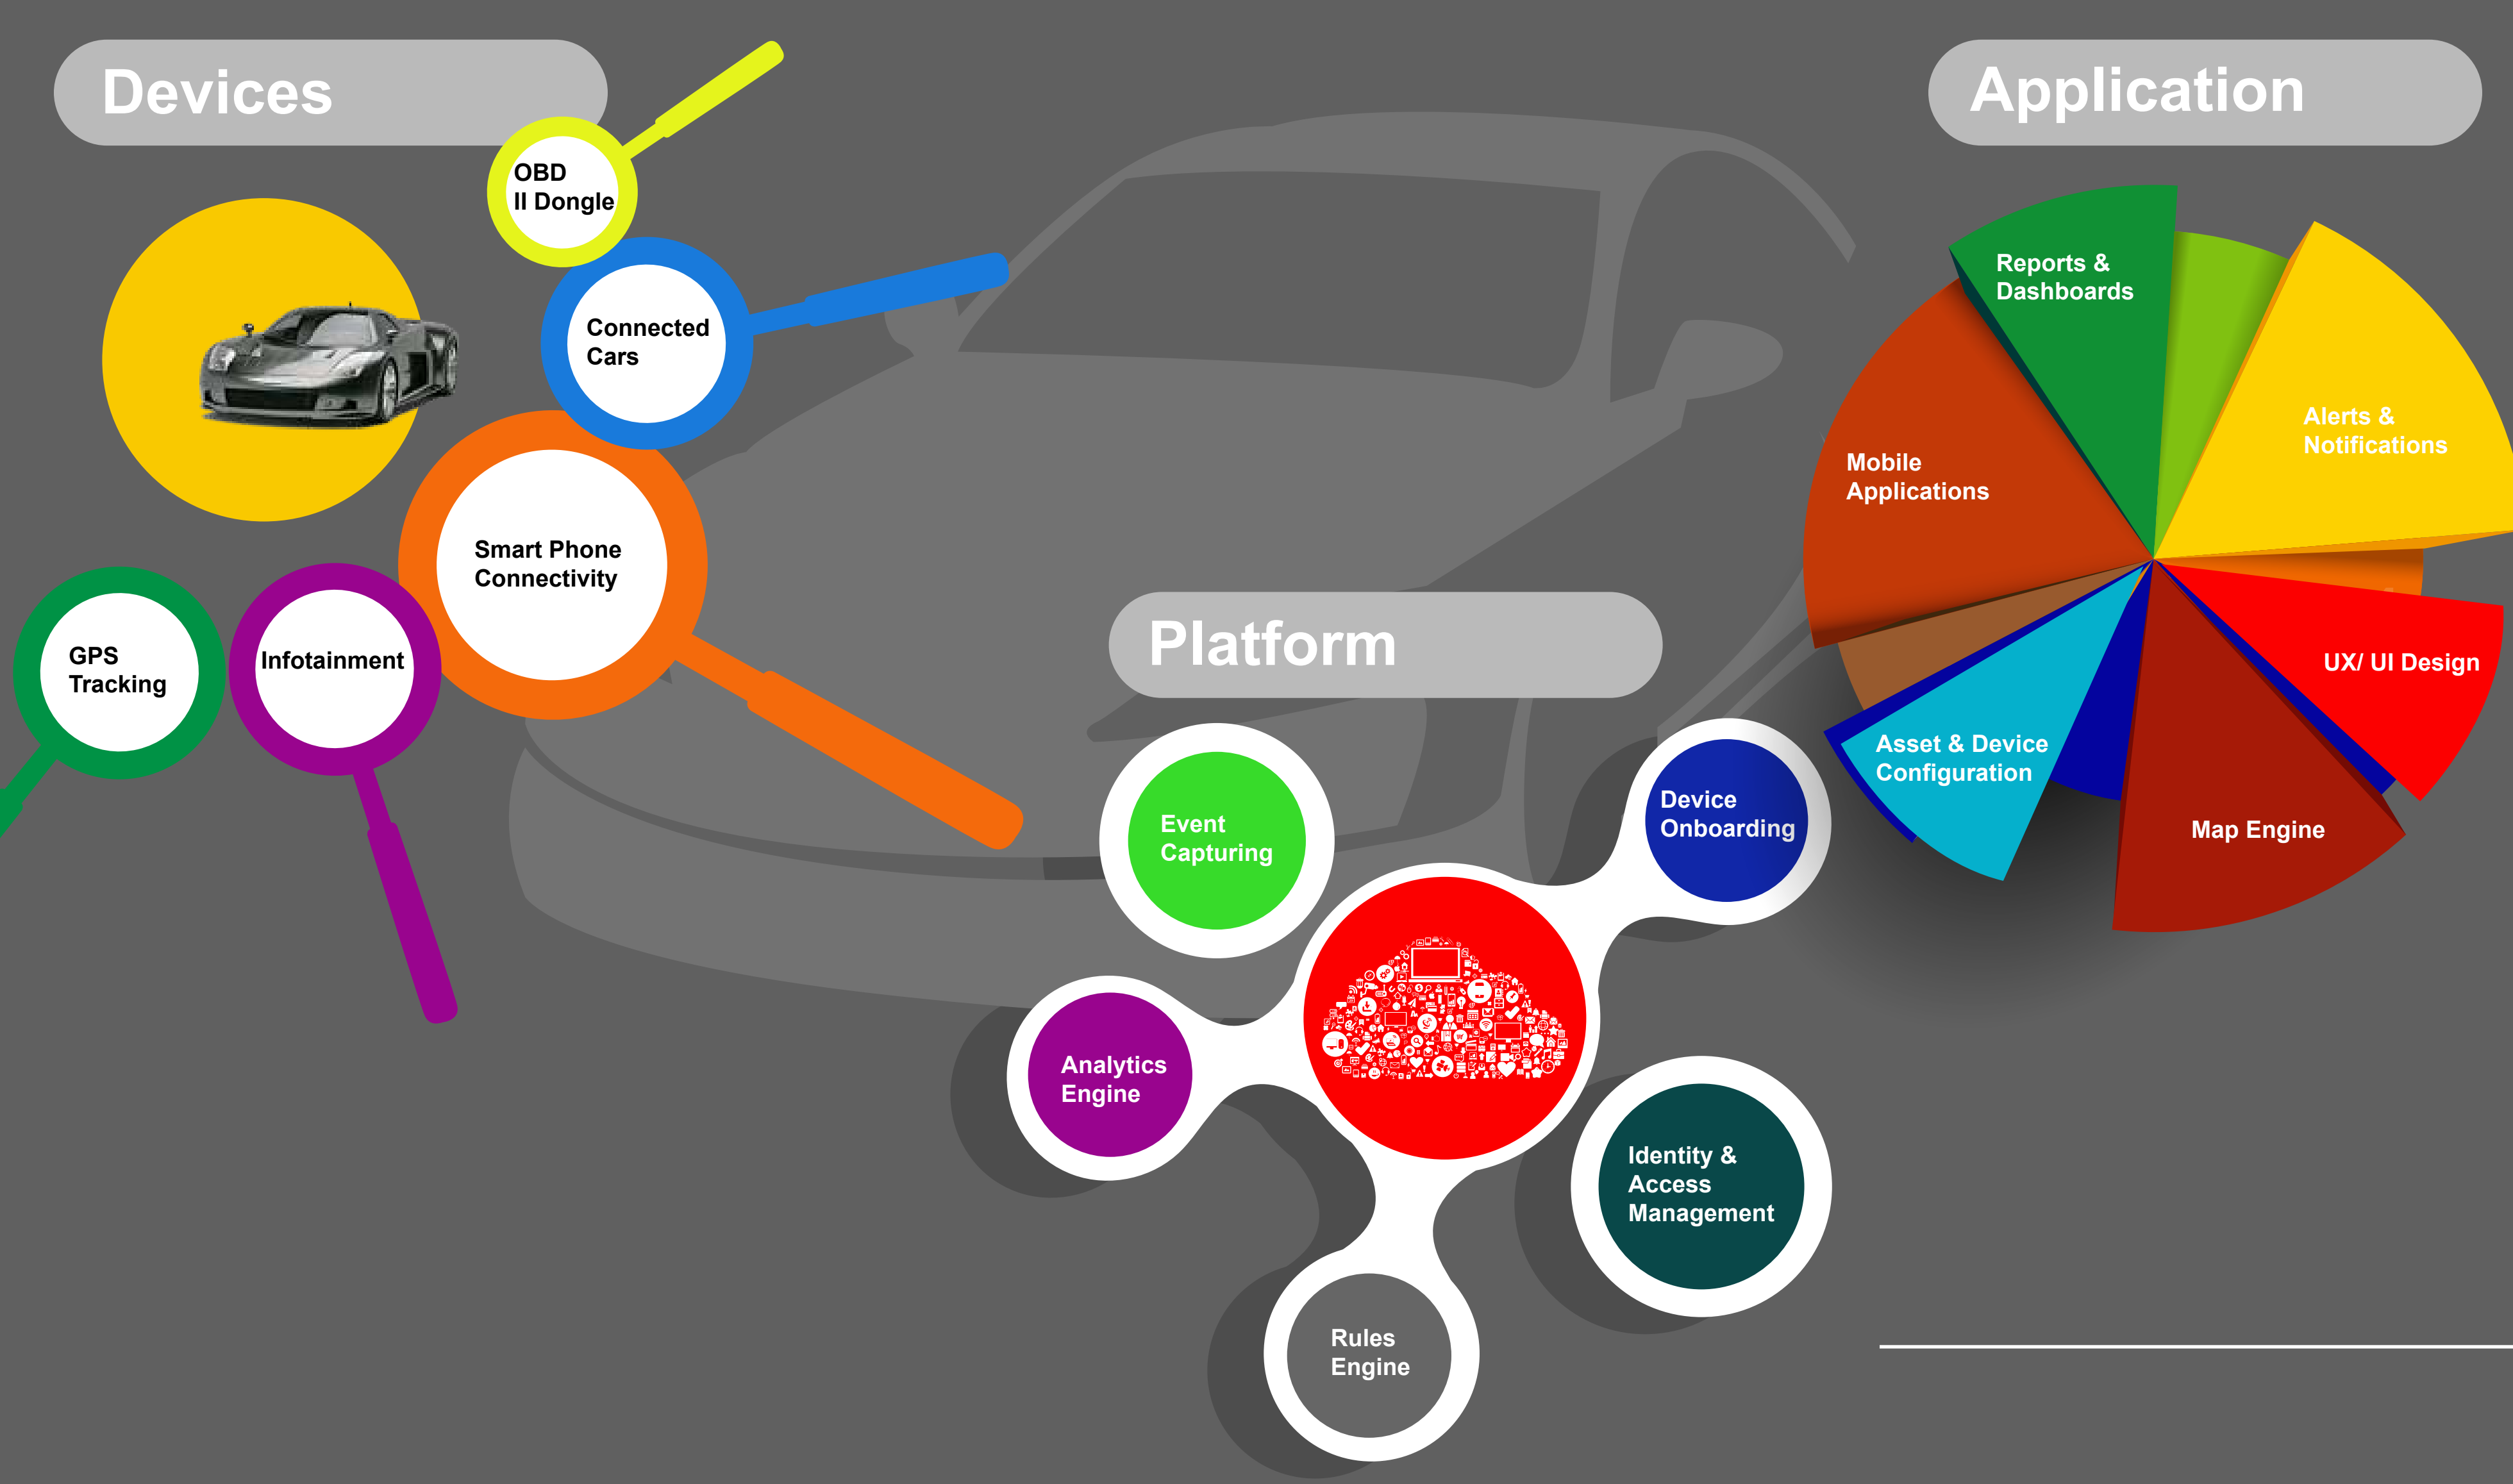 Devices
OBD
II Dongle
Connected
Cars
Smart Phone
Connectivity
GPS
Tracking
Infotainment
Platform
Event
Capturing
Device
Onboarding
Analytics
Engine
Identity &
Access
Management
Rules
Engine
Application
Reports &
Dashboards
Alerts &
Notifications
Mobile
Applications
UX/ UI Design
Asset & Device
Configuration
Map Engine